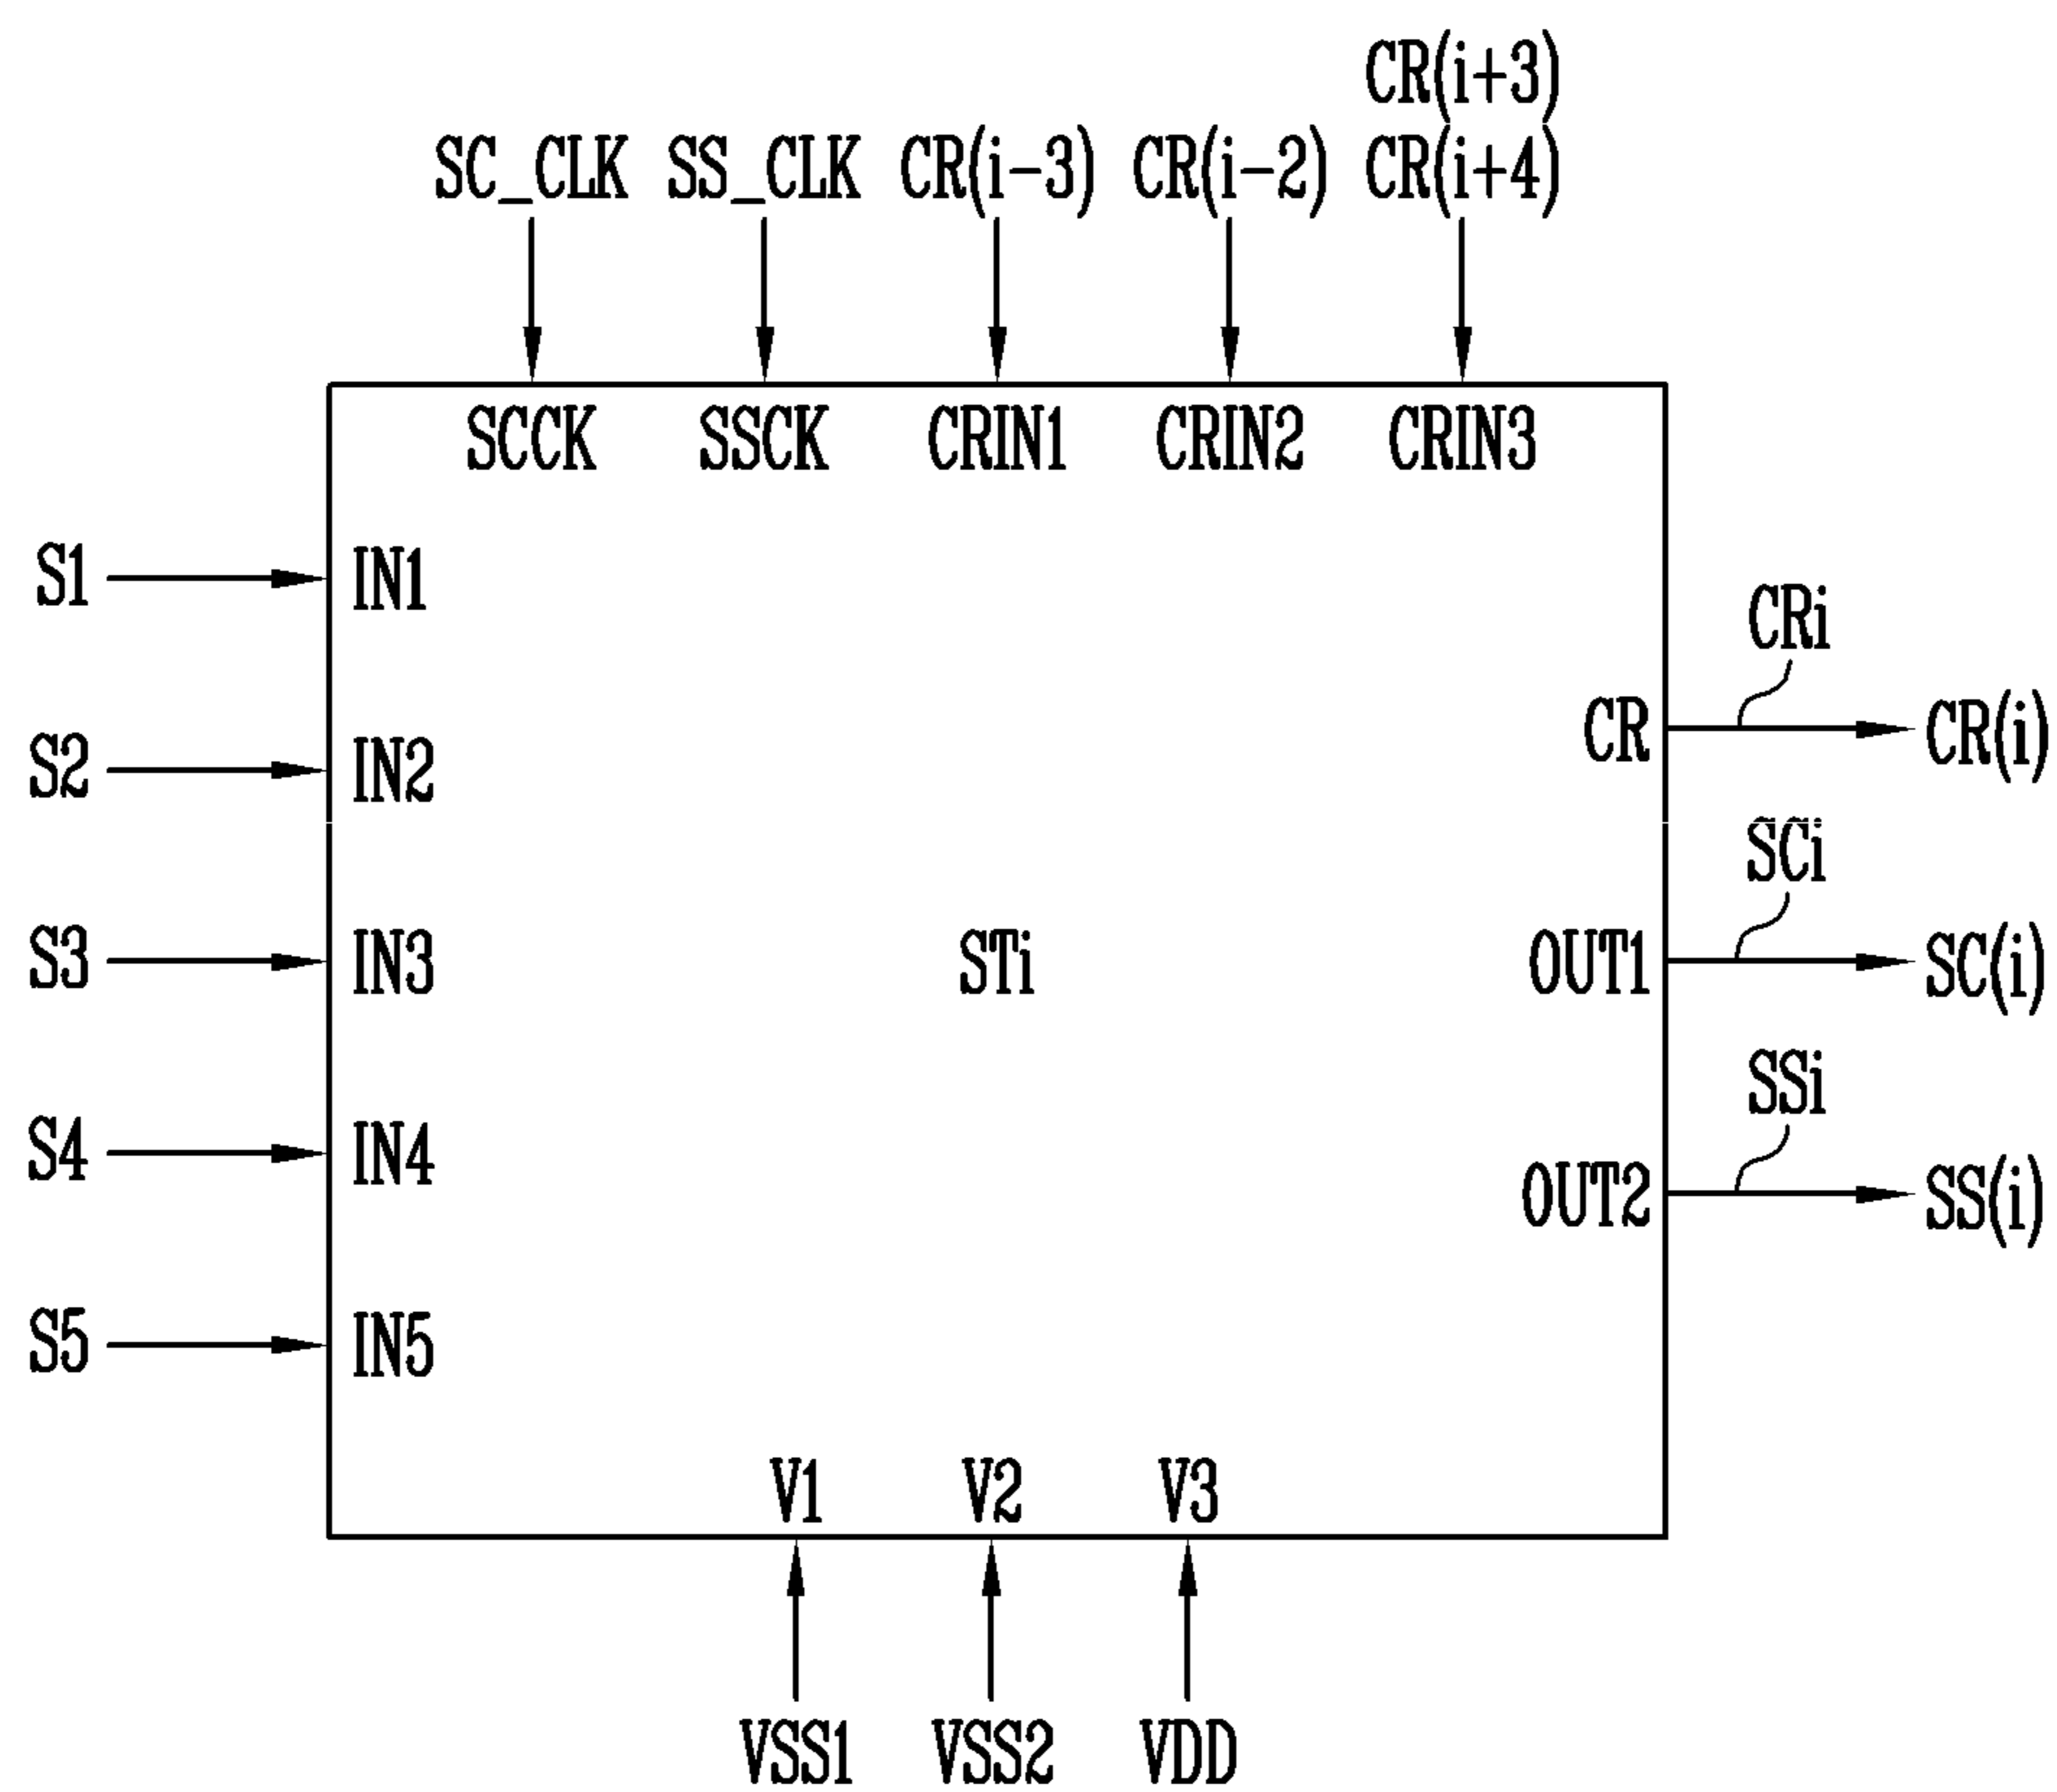 CR(i+3)
SC_CLK SS_CLK CR(i-3) CR(i-2) CR(i+4)
SCCK SSCK CRIN1 CRIN2 CRIN3
S1 IN1
CRi
CR CR(i)
S2 IN2
SCi
S3 IN3 STi OUT1 SC(i)
SSi
S4 IN4
OUT2 SS(i)
S5 IN5
V1 V2 V3
VSS1 VSS2 VDD